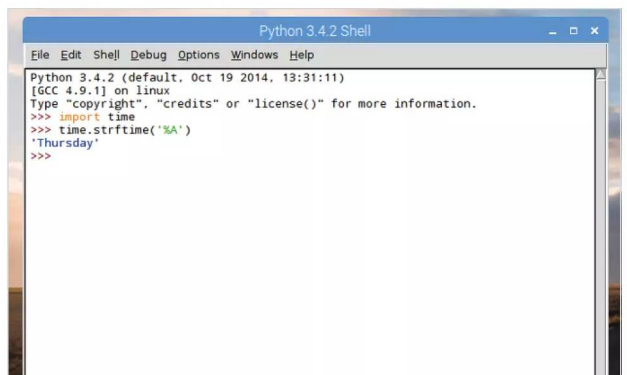 Python 3.4.2 Shell
File Edit Shell Debug Options Windows Help
Python 3.4.2 (default, Oct 19 2014, 13:31:11)
[GCC 4.9.1] on linux
Type "copyright", "credits" or "license()" for more information.
>>> import time
>>> time.strftime('%A')
'Thursday'
>>>